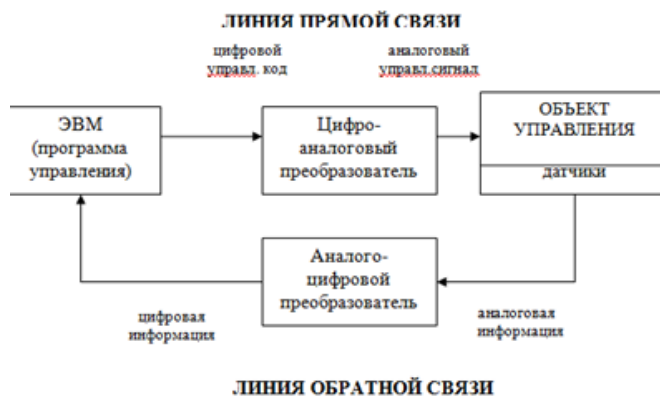 ЛИНИЯ ПРЯМОЙ СВЯЗИ
цифровой
управл. код
аналоговый
управл.сигнал
ЭВМ
(программа
управления)
Цифро-
аналоговый
преобразователь
ОБЪЕКТ
УПРАВЛЕНИЯ
датчики
Аналого-
цифровой
преобразователь
цифровая
информация
аналоговая
информация
ЛИНИЯ ОБРАТНОЙ СВЯЗИ